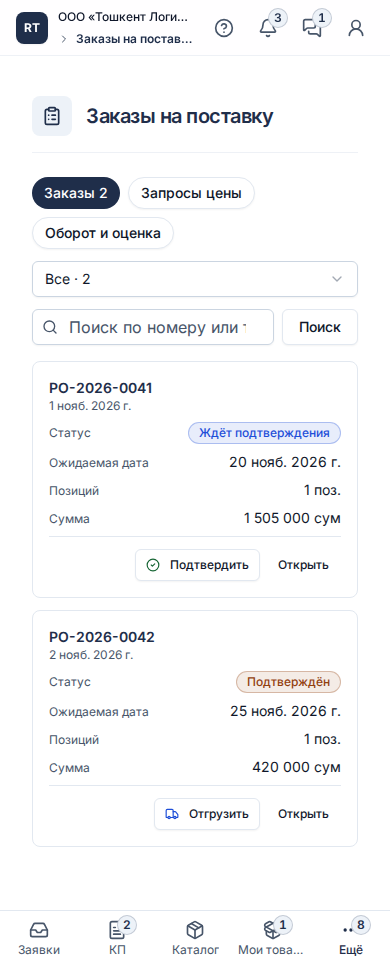 RT
ООО «Тошкент Логи...
Заказы на постав...
3
1
Заказы на поставку
Заказы 2
Запросы цены
Оборот и оценка
Все · 2
Поиск по номеру или
Поиск
PO-2026-0041
1 нояб. 2026 г.
Статус
Ждёт подтверждения
Ожидаемая дата
20 нояб. 2026 г.
Позиций
1 поз.
Сумма
1 505 000 сум
Подтвердить
Открыть
PO-2026-0042
2 нояб. 2026 г.
Статус
Подтверждён
Ожидаемая дата
25 нояб. 2026 г.
Позиций
1 поз.
Сумма
420 000 сум
Отгрузить
Открыть
2
1
8
Заявки
КП
Каталог
Мои това...
Ещё